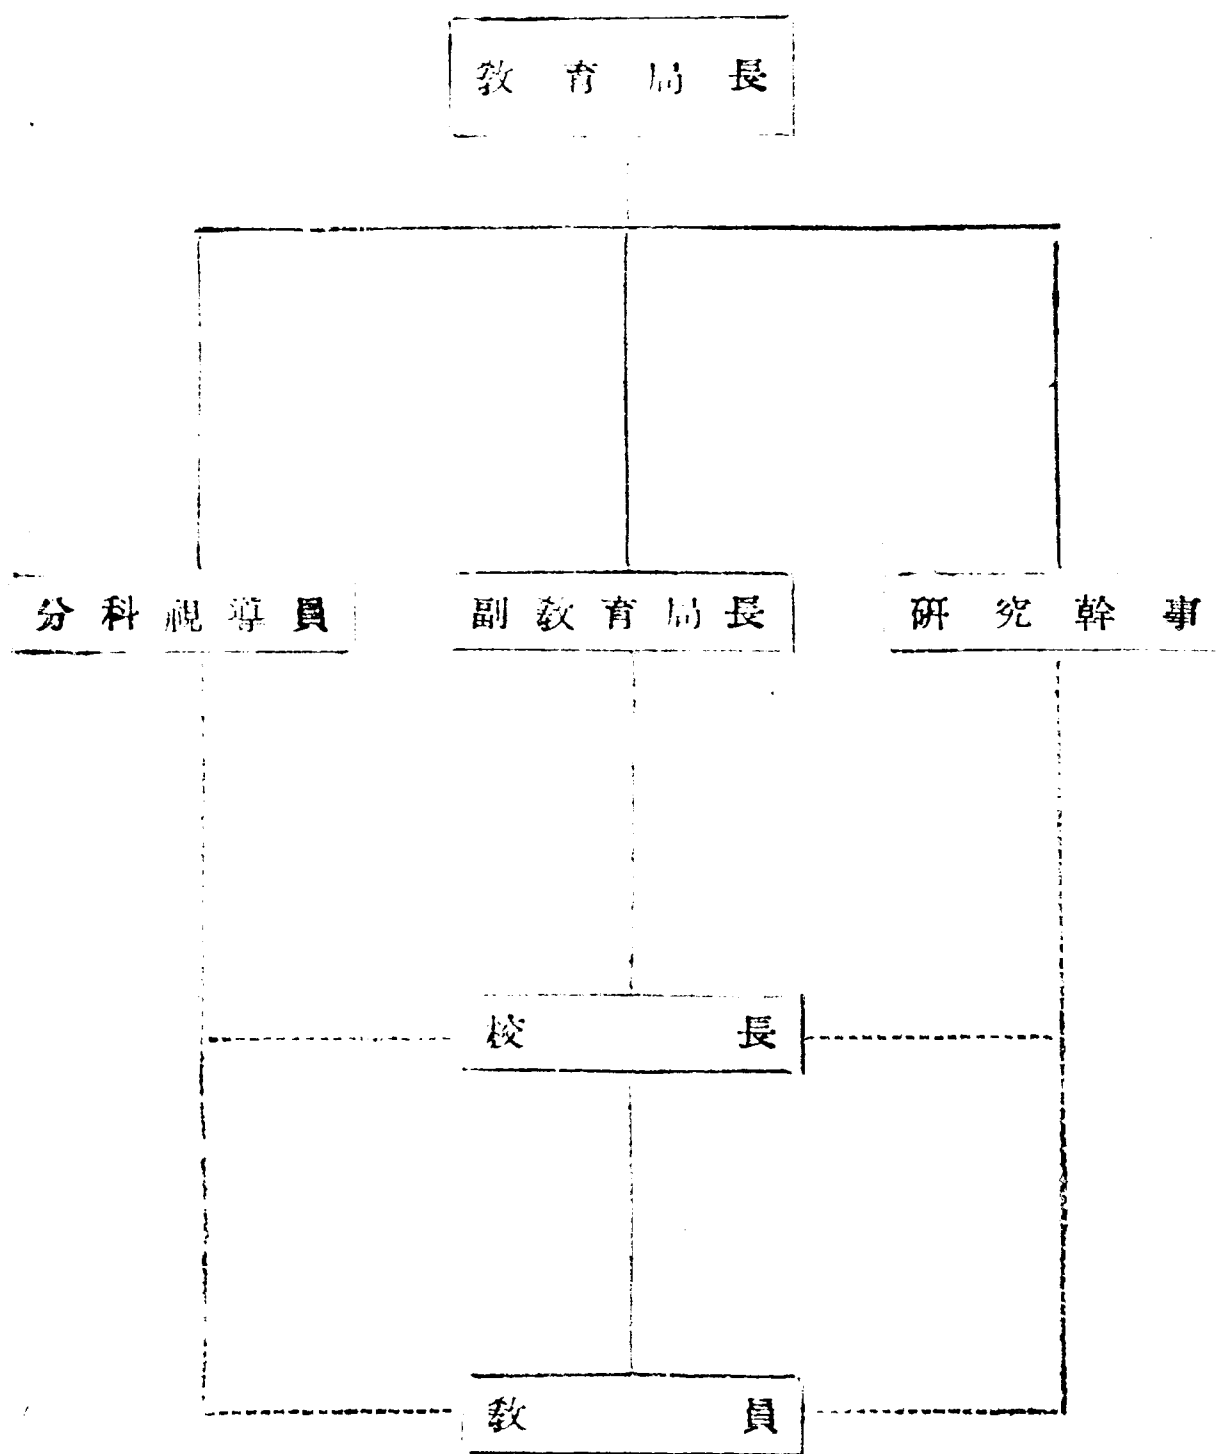 教育局長
分科視導員
副教育局長
研究幹事
校長
教員